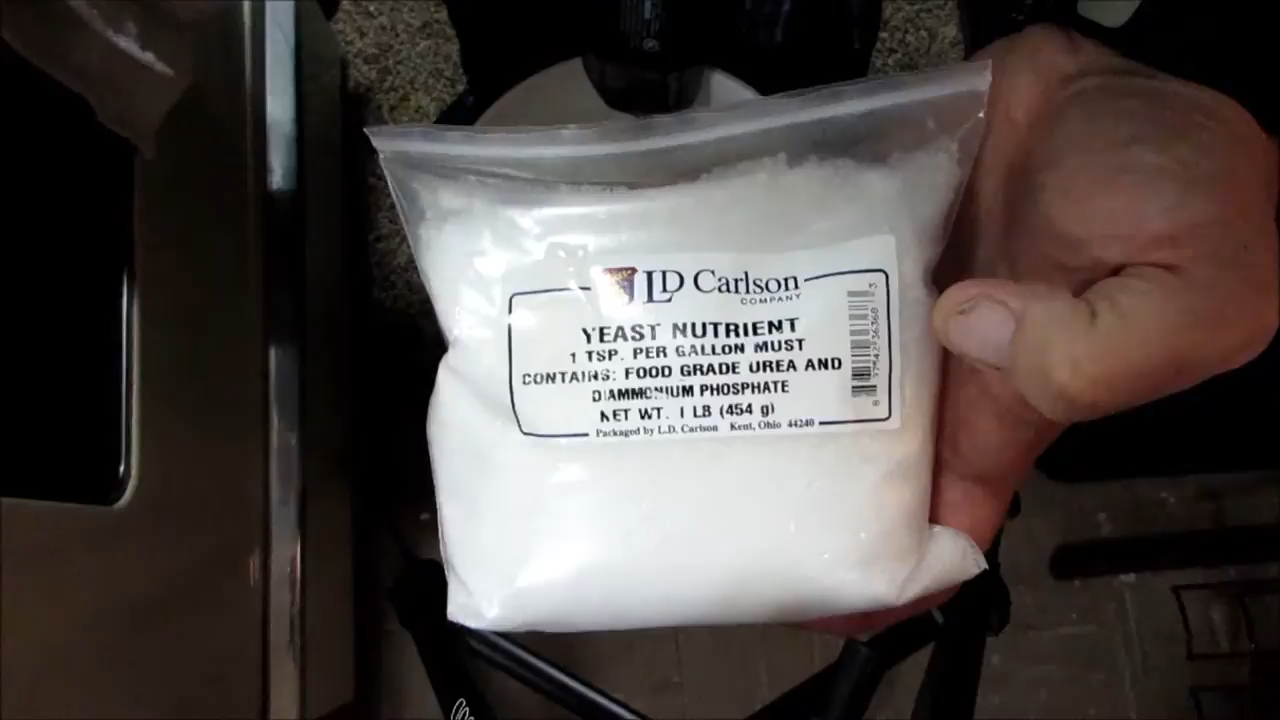 LD Carlson
COMPANY
YEAST NUTRIENT
1 TSP. PER GALLON MUST
CONTAINS: FOOD GRADE UREA AND
DIAMMONIUM PHOSPHATE
NET WT. 1 LB (454 g)
Packaged by L.D. Carlson Kent, Ohio 44240